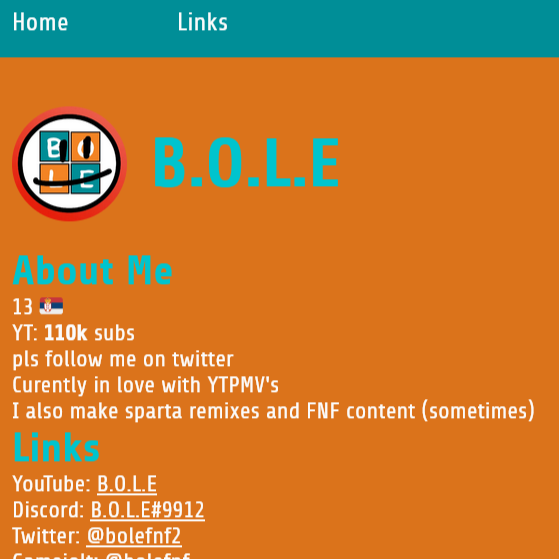 Home Links
B O
L E
B.O.L.E
About Me
13
YT: 110k subs
pls follow me on twitter
Curently in love with YTPMV's
I also make sparta remixes and FNF content (sometimes)
Links
YouTube: B.O.L.E
Discord: B.O.L.E#9912
Twitter: @bolefnf2